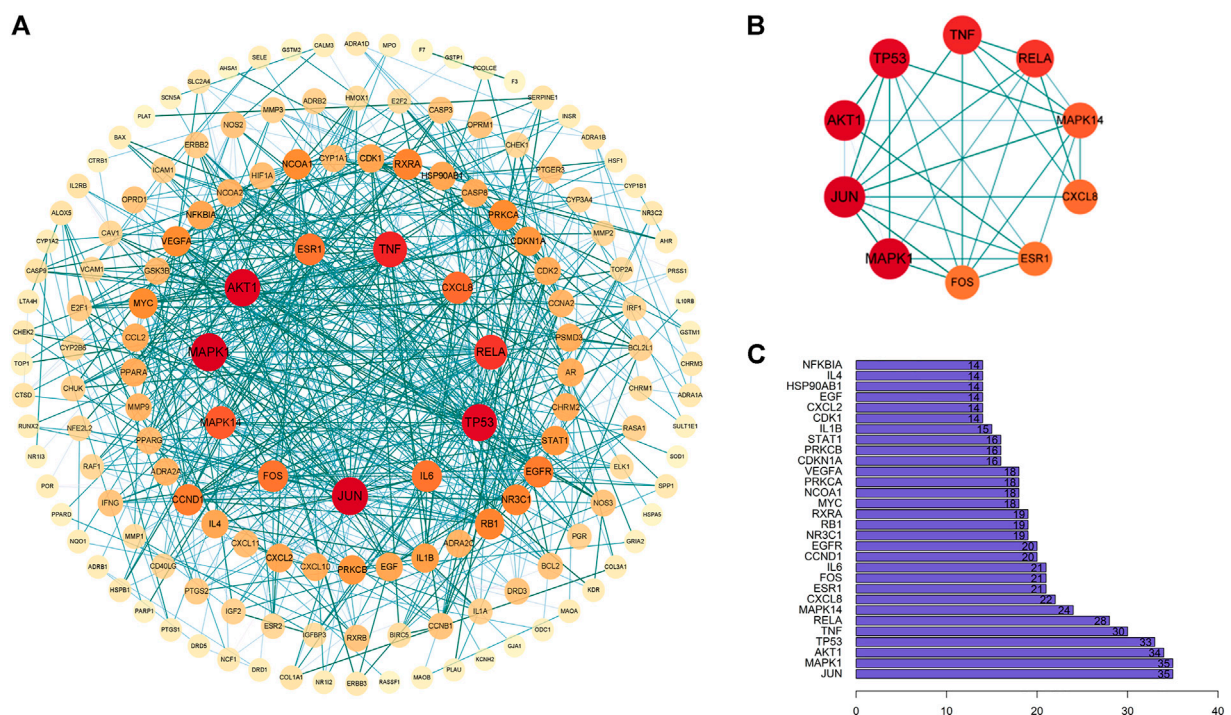 A
ADRA1D
MPO
CALM3
F7
GSTM2
GSTP1
SELE
PCOLCE
AHSA1
F3
SLC2A4
SERPINE1
SCN5A
ADRB2
HMOX1
E2F2
INSR
MMP3
CASP3
PLAT
NOS2
OPRM1
ADRA1B
BAX
ERBB2
CHEK1
HSF1
CYP1A1
CDK1
RXRA
NCOA1
HSP90AB1
PTGER3
CTRB1
ICAM1
HIF1A
CYP1B1
IL2RB
OPRD1
NCOA2
CASP8
CYP3A4
NR3C2
ALOX5
NFKBIA
PRKCA
MMP2
AHR
CYP1A2
CAV1
VEGFA
ESR1
TNF
CDKN1A
TOP2A
PRSS1
CASP9
VCAM1
GSK3B
AKT1
CXCL8
CDK2
IL10RB
LTA4H
E2F1
MYC
CCNA2
IRF1
GSTM1
CHEK2
CYP2B6
CCL2
MAPK1
RELA
PSMD3
BCL2L1
CHRM3
TOP1
CHUK
PPARA
AR
CHRM1
ADRA1A
CTSD
MMP9
CHRM2
SULT1E1
RUNX2
NFE2L2
PPARG
MAPK14
TP53
STAT1
RASA1
SOD1
NR1I3
RAF1
ADRA2A
FOS
JUN
IL6
EGFR
ELK1
SPP1
POR
IFNG
CCND1
NR3C1
NOS3
HSPA5
PPARD
IL4
RB1
NQO1
MMP1
CXCL11
ADRA2C
PGR
GRIA2
ADRB1
CD40LG
CXCL2
CXCL10
PRKCB
EGF
IL1B
BCL2
COL3A1
HSPB1
PTGS2
DRD3
KDR
PARP1
IGF2
IL1A
MAOA
PTGS1
ESR2
IGFBP3
RXRB
BIRC5
CCNB1
ODC1
DRD5
GJA1
NCF1
KCNH2
DRD1
PLAU
COL1A1
NR1I2
ERBB3
RASSF1
MAOB
B
TNF
TP53
RELA
AKT1
MAPK14
JUN
CXCL8
MAPK1
ESR1
FOS
C
NFKBIA 14
IL4 14
HSP90AB1 14
EGF 14
CXCL2 14
CDK1 14
IL1B 15
STAT1 16
PRKCB 16
CDKN1A 16
VEGFA 18
PRKCA 18
NCOA1 18
MYC 18
RXRA 19
RB1 19
NR3C1 19
EGFR 20
CCND1 20
IL6 21
FOS 21
ESR1 21
CXCL8 22
MAPK14 24
RELA 28
TNF 30
TP53 33
AKT1 34
MAPK1 35
JUN 35
0 10 20 30 40